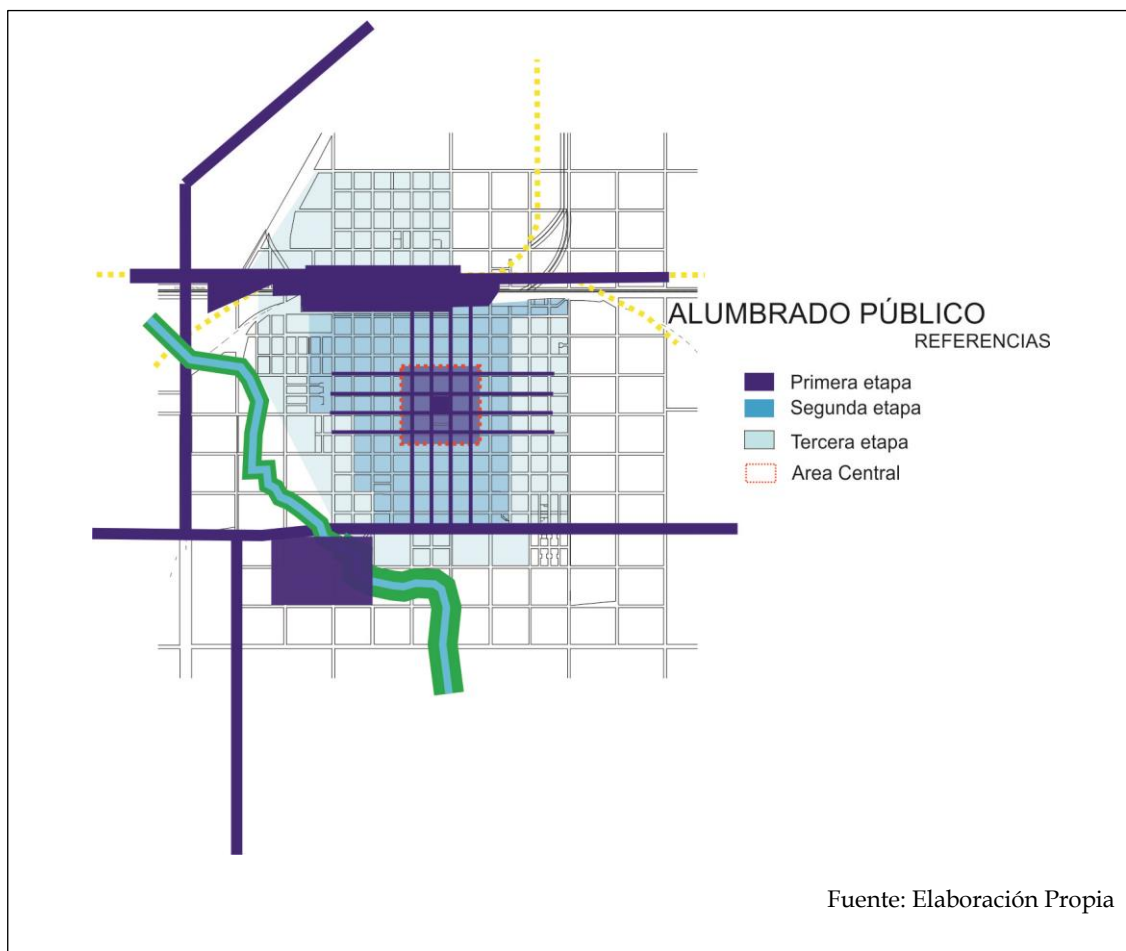 ALUMBRADO PÚBLICO
REFERENCIAS
Primera etapa
Segunda etapa
Tercera etapa
Area Central
Fuente: Elaboración Propia